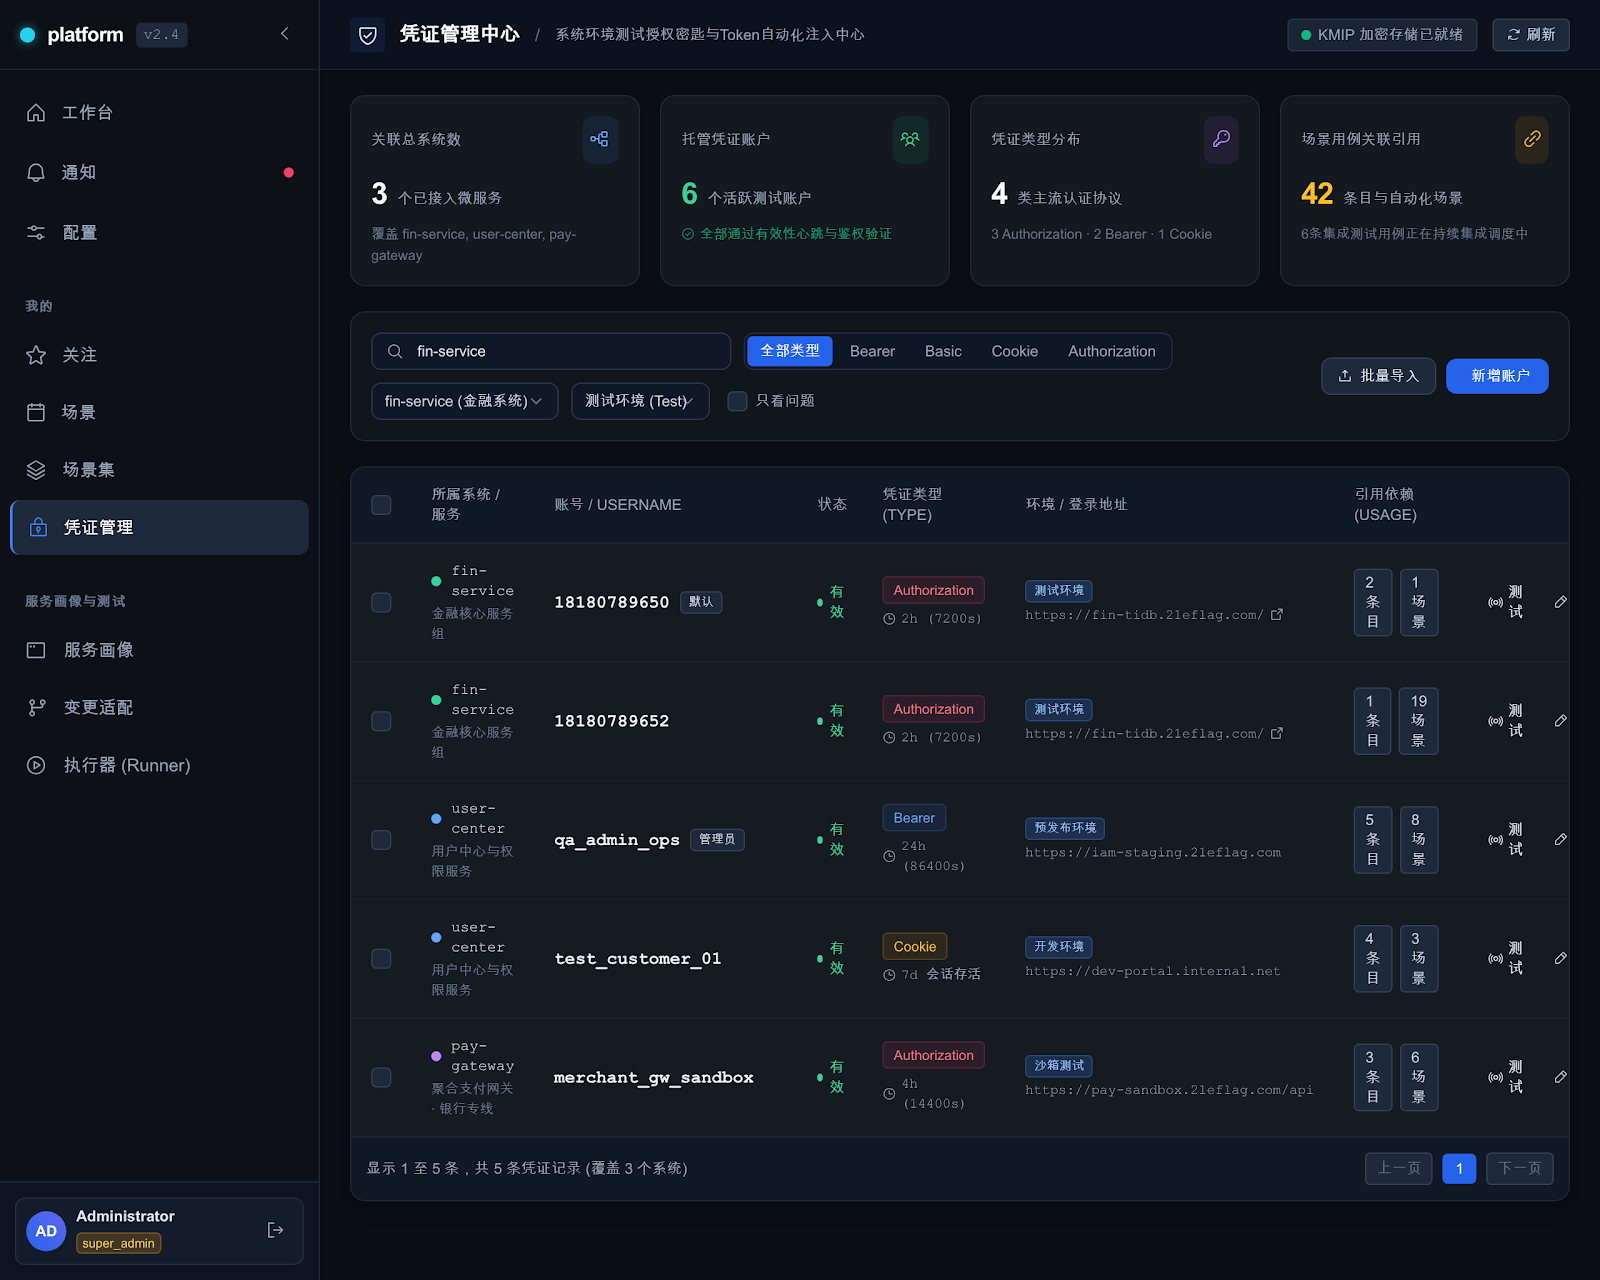 platform v2.4
工作台
通知
配置
我的
关注
场景
场景集
凭证管理
服务画像与测试
服务画像
变更适配
执行器 (Runner)
AD
Administrator
super_admin
凭证管理中心 / 系统环境测试授权密匙与Token自动化注入中心
KMIP 加密存储已就绪
刷新
关联总系统数
3 个已接入微服务
覆盖 fin-service, user-center, pay-
gateway
托管凭证账户
6 个活跃测试账户
全部通过有效性心跳与鉴权验证
凭证类型分布
4 类主流认证协议
3 Authorization · 2 Bearer · 1 Cookie
场景用例关联引用
42 条目与自动化场景
6条集成测试用例正在持续集成调度中
fin-service
全部类型 Bearer Basic Cookie Authorization
fin-service (金融系统) 测试环境 (Test) 只看问题
批量导入 新增账户
所属系统 /
服务
账号 / USERNAME
状态
凭证类型
(TYPE)
环境 / 登录地址
引用依赖
(USAGE)
fin-
service
金融核心服务
组
18180789650 默认
有
效
Authorization
2h (7200s)
测试环境
https://fin-tidb.21eflag.com/
2
条
目
1
场
景
测
试
fin-
service
金融核心服务
组
18180789652
有
效
Authorization
2h (7200s)
测试环境
https://fin-tidb.21eflag.com/
1
条
目
19
场
景
测
试
user-
center
用户中心与权
限服务
qa_admin_ops 管理员
有
效
Bearer
24h
(86400s)
预发布环境
https://iam-staging.21eflag.com
5
条
目
8
场
景
测
试
user-
center
用户中心与权
限服务
test_customer_01
有
效
Cookie
7d 会话存活
开发环境
https://dev-portal.internal.net
4
条
目
3
场
景
测
试
pay-
gateway
聚合支付网关
· 银行专线
merchant_gw_sandbox
有
效
Authorization
4h
(14400s)
沙箱测试
https://pay-sandbox.21eflag.com/api
3
条
目
6
场
景
测
试
显示 1 至 5 条，共 5 条凭证记录 (覆盖 3 个系统)
上一页 1 下一页